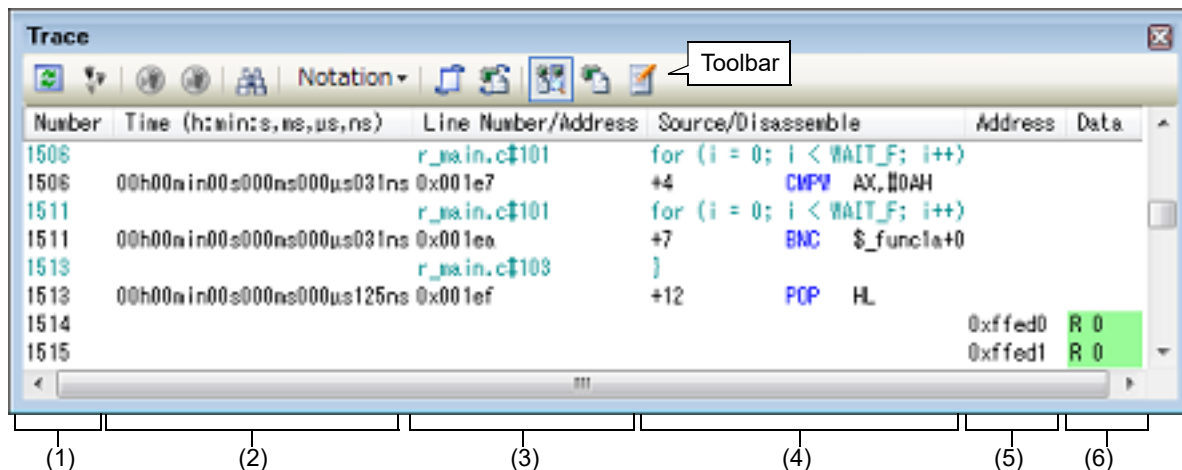 Trace
Notation
Toolbar
Number Time (h:min:s,ms,µs,ns) Line Number/Address Source/Disassemble Address Data
1506 r_main.c#101 for (i = 0; i < WAIT_F; i++)
1506 00h00min00s000ms000µs031ns 0x001e7 +4 CMPW AX,#0AH
1511 r_main.c#101 for (i = 0; i < WAIT_F; i++)
1511 00h00min00s000ms000µs031ns 0x001ea +7 BNC $_func1a+0
1513 r_main.c#103 }
1513 00h00min00s000ms000µs125ns 0x001ef +12 POP HL
1514 0xffed0 R 0
1515 0xffed1 R 0
(1) (2) (3) (4) (5) (6)